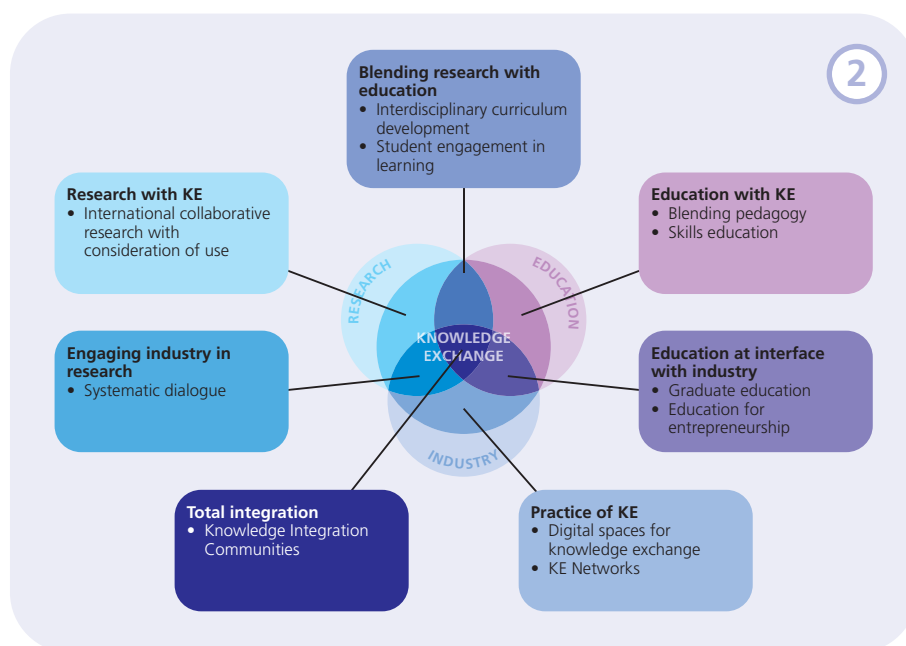 2
Blending research with
education
• Interdisciplinary curriculum
development
• Student engagement in
learning
Research with KE
• International collaborative
research with
consideration of use
Education with KE
• Blending pedagogy
• Skills education
RESEARCH
EDUCATION
KNOWLEDGE
EXCHANGE
INDUSTRY
Engaging industry in
research
• Systematic dialogue
Education at interface
with industry
• Graduate education
• Education for
entrepreneurship
Total integration
• Knowledge Integration
Communities
Practice of KE
• Digital spaces for
knowledge exchange
• KE Networks